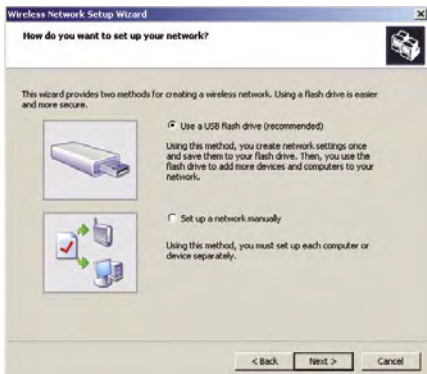 Wireless Network Setup Wizard
How do you want to set up your network?
This wizard provides two methods for creating a wireless network. Using a flash drive is easier
and more secure.
Use a USB flash drive (recommended)
Using this method, you create network settings once
and save them to your flash drive. Then, you use the
flash drive to add more devices and computers to your
network.
Set up a network manually
Using this method, you must set up each computer or
device separately.
< Back Next > Cancel